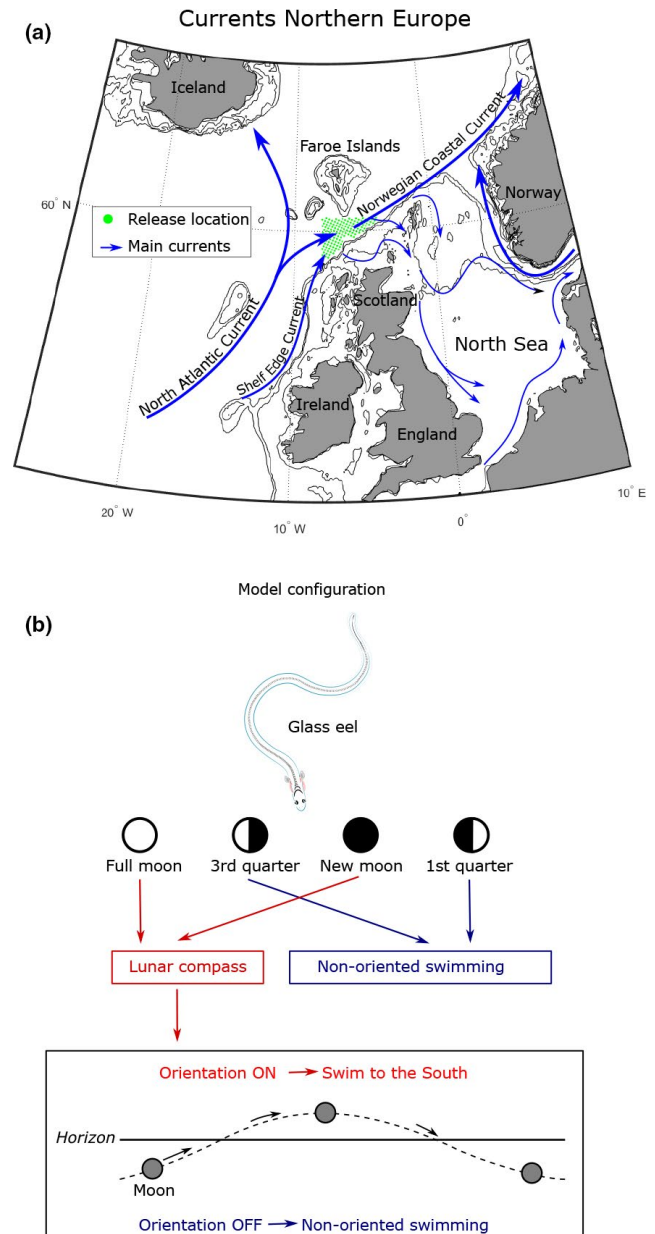 Currents Northern Europe
(a)
Iceland
Faroe Islands
Norwegian Coastal Current
Norway
60° N
Release location
Main currents
Scotland
North Atlantic Current
Shelf Edge Current
North Sea
Ireland
England
20° W
10° W
0°
10° E
Model configuration
(b)
Glass eel
Full moon
3rd quarter
New moon
1st quarter
Lunar compass
Non-oriented swimming
Orientation ON → Swim to the South
Horizon
Moon
Orientation OFF → Non-oriented swimming